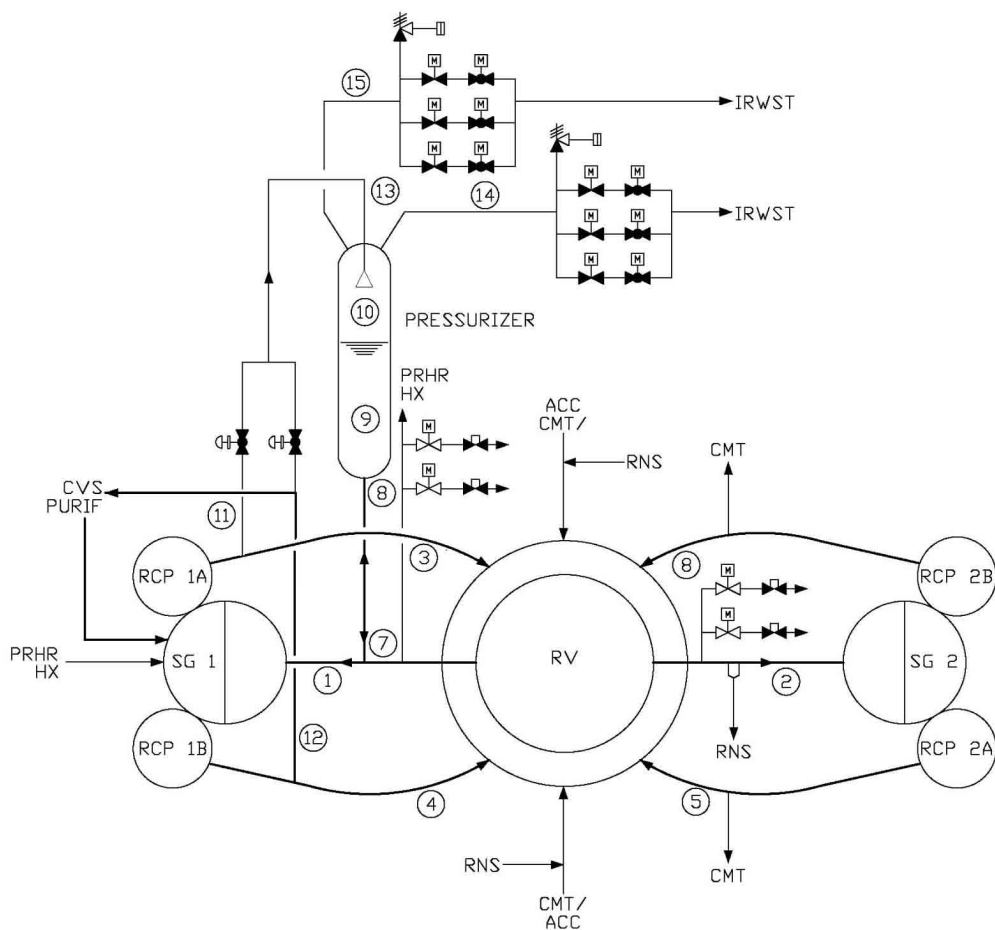 M
M
15
IRWST
M
M
M
M
13
14
M
M
IRWST
M
M
10
PRESSURIZER
M
M
PRHR
HX
9
ACC
CMT/
M
RNS
CMT
CVS
PURIF
8
M
11
3
8
RCP 1A
M
RCP 2B
M
7
PRHR
HX
SG 1
RV
SG 2
1
2
12
RNS
RCP 1B
RCP 2A
4
5
RNS
CMT
CMT/
ACC